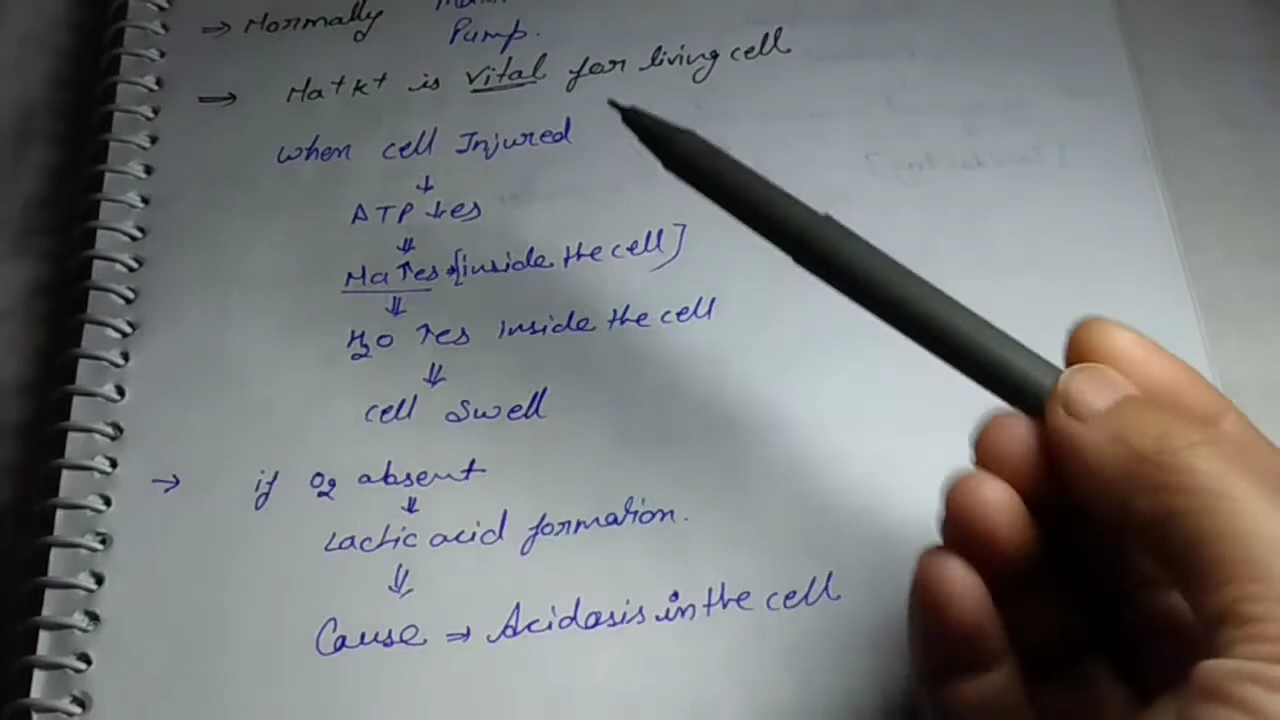 ⇒ Normally
Pump.
⇒ Na+K+ is vital for living cell
when cell Injured
↓
ATP ↓es
⇓
Na ↑es [inside the cell]
⇓
H2O ↑es inside the cell
⇓
cell swell
→ if O2 absent
⇓
Lactic acid formation.
⇓
Cause ⇒ Acidosis in the cell